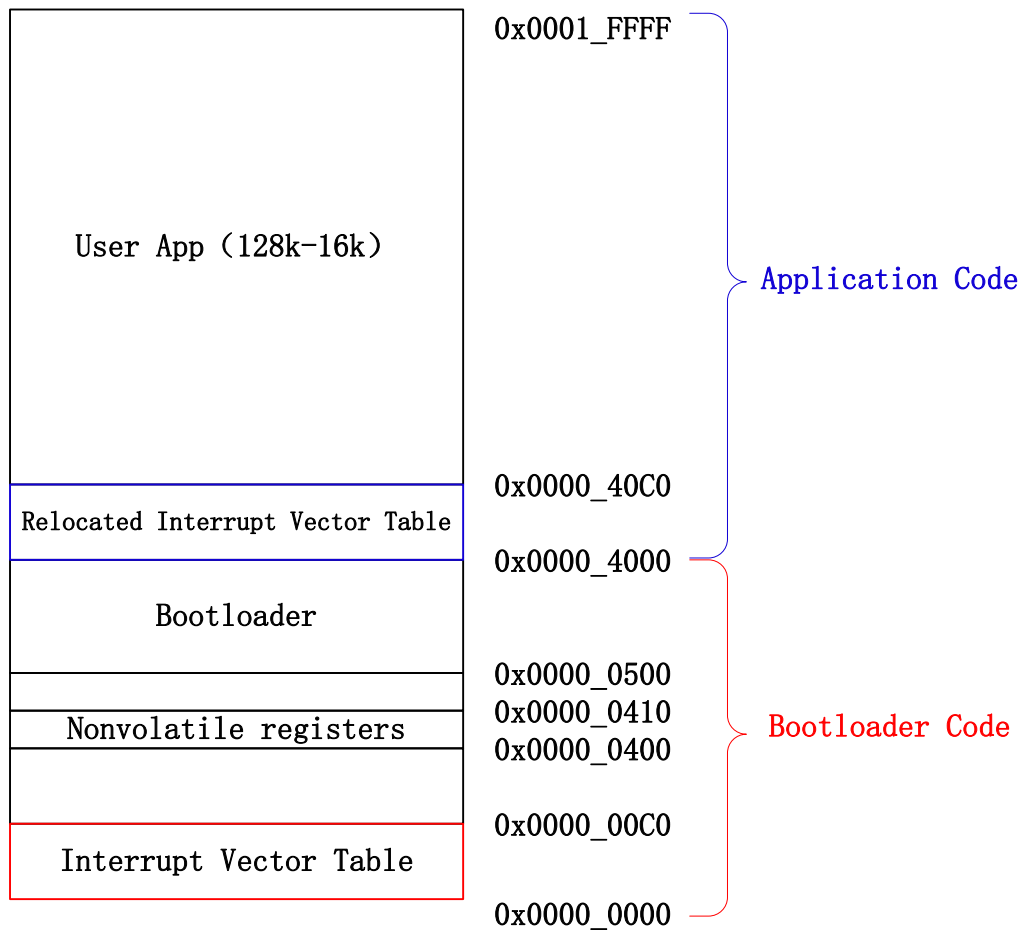 0x0001_FFFF
User App（128k-16k）
Application Code
0x0000_40C0
Relocated Interrupt Vector Table
0x0000_4000
Bootloader
0x0000_0500
0x0000_0410
Nonvolatile registers
Bootloader Code
0x0000_0400
0x0000_00C0
Interrupt Vector Table
0x0000_0000